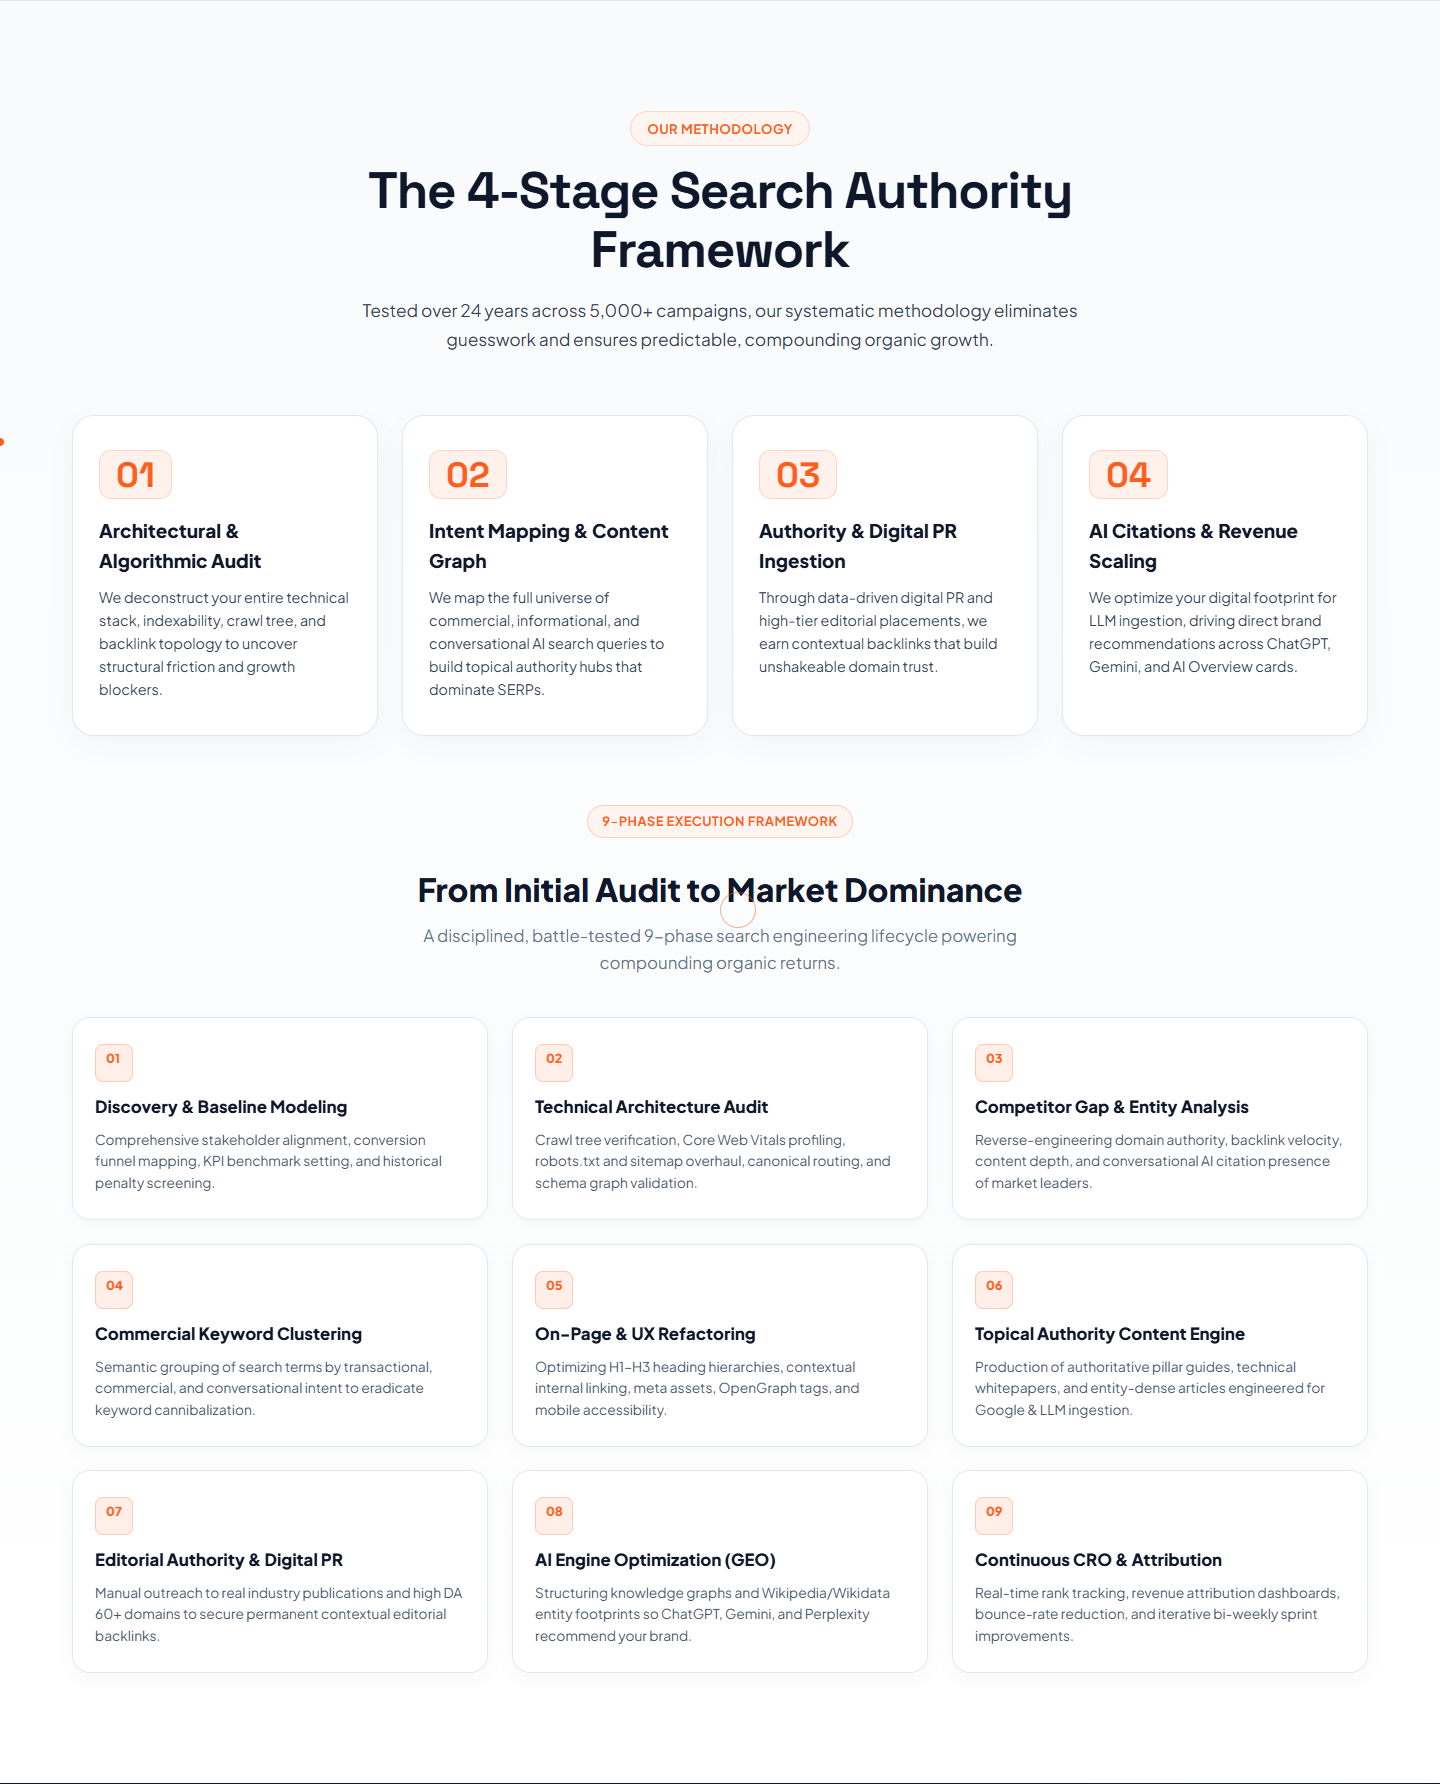 OUR METHODOLOGY
The 4-Stage Search Authority
Framework
Tested over 24 years across 5,000+ campaigns, our systematic methodology eliminates
guesswork and ensures predictable, compounding organic growth.
01
Architectural &
Algorithmic Audit
We deconstruct your entire technical
stack, indexability, crawl tree, and
backlink topology to uncover
structural friction and growth
blockers.
02
Intent Mapping & Content
Graph
We map the full universe of
commercial, informational, and
conversational AI search queries to
build topical authority hubs that
dominate SERPs.
03
Authority & Digital PR
Ingestion
Through data-driven digital PR and
high-tier editorial placements, we
earn contextual backlinks that build
unshakeable domain trust.
04
AI Citations & Revenue
Scaling
We optimize your digital footprint for
LLM ingestion, driving direct brand
recommendations across ChatGPT,
Gemini, and AI Overview cards.
9-PHASE EXECUTION FRAMEWORK
From Initial Audit to Market Dominance
A disciplined, battle-tested 9-phase search engineering lifecycle powering
compounding organic returns.
01
Discovery & Baseline Modeling
Comprehensive stakeholder alignment, conversion
funnel mapping, KPI benchmark setting, and historical
penalty screening.
02
Technical Architecture Audit
Crawl tree verification, Core Web Vitals profiling,
robots.txt and sitemap overhaul, canonical routing, and
schema graph validation.
03
Competitor Gap & Entity Analysis
Reverse-engineering domain authority, backlink velocity,
content depth, and conversational AI citation presence
of market leaders.
04
Commercial Keyword Clustering
Semantic grouping of search terms by transactional,
commercial, and conversational intent to eradicate
keyword cannibalization.
05
On-Page & UX Refactoring
Optimizing H1-H3 heading hierarchies, contextual
internal linking, meta assets, OpenGraph tags, and
mobile accessibility.
06
Topical Authority Content Engine
Production of authoritative pillar guides, technical
whitepapers, and entity-dense articles engineered for
Google & LLM ingestion.
07
Editorial Authority & Digital PR
Manual outreach to real industry publications and high DA
60+ domains to secure permanent contextual editorial
backlinks.
08
AI Engine Optimization (GEO)
Structuring knowledge graphs and Wikipedia/Wikidata
entity footprints so ChatGPT, Gemini, and Perplexity
recommend your brand.
09
Continuous CRO & Attribution
Real-time rank tracking, revenue attribution dashboards,
bounce-rate reduction, and iterative bi-weekly sprint
improvements.